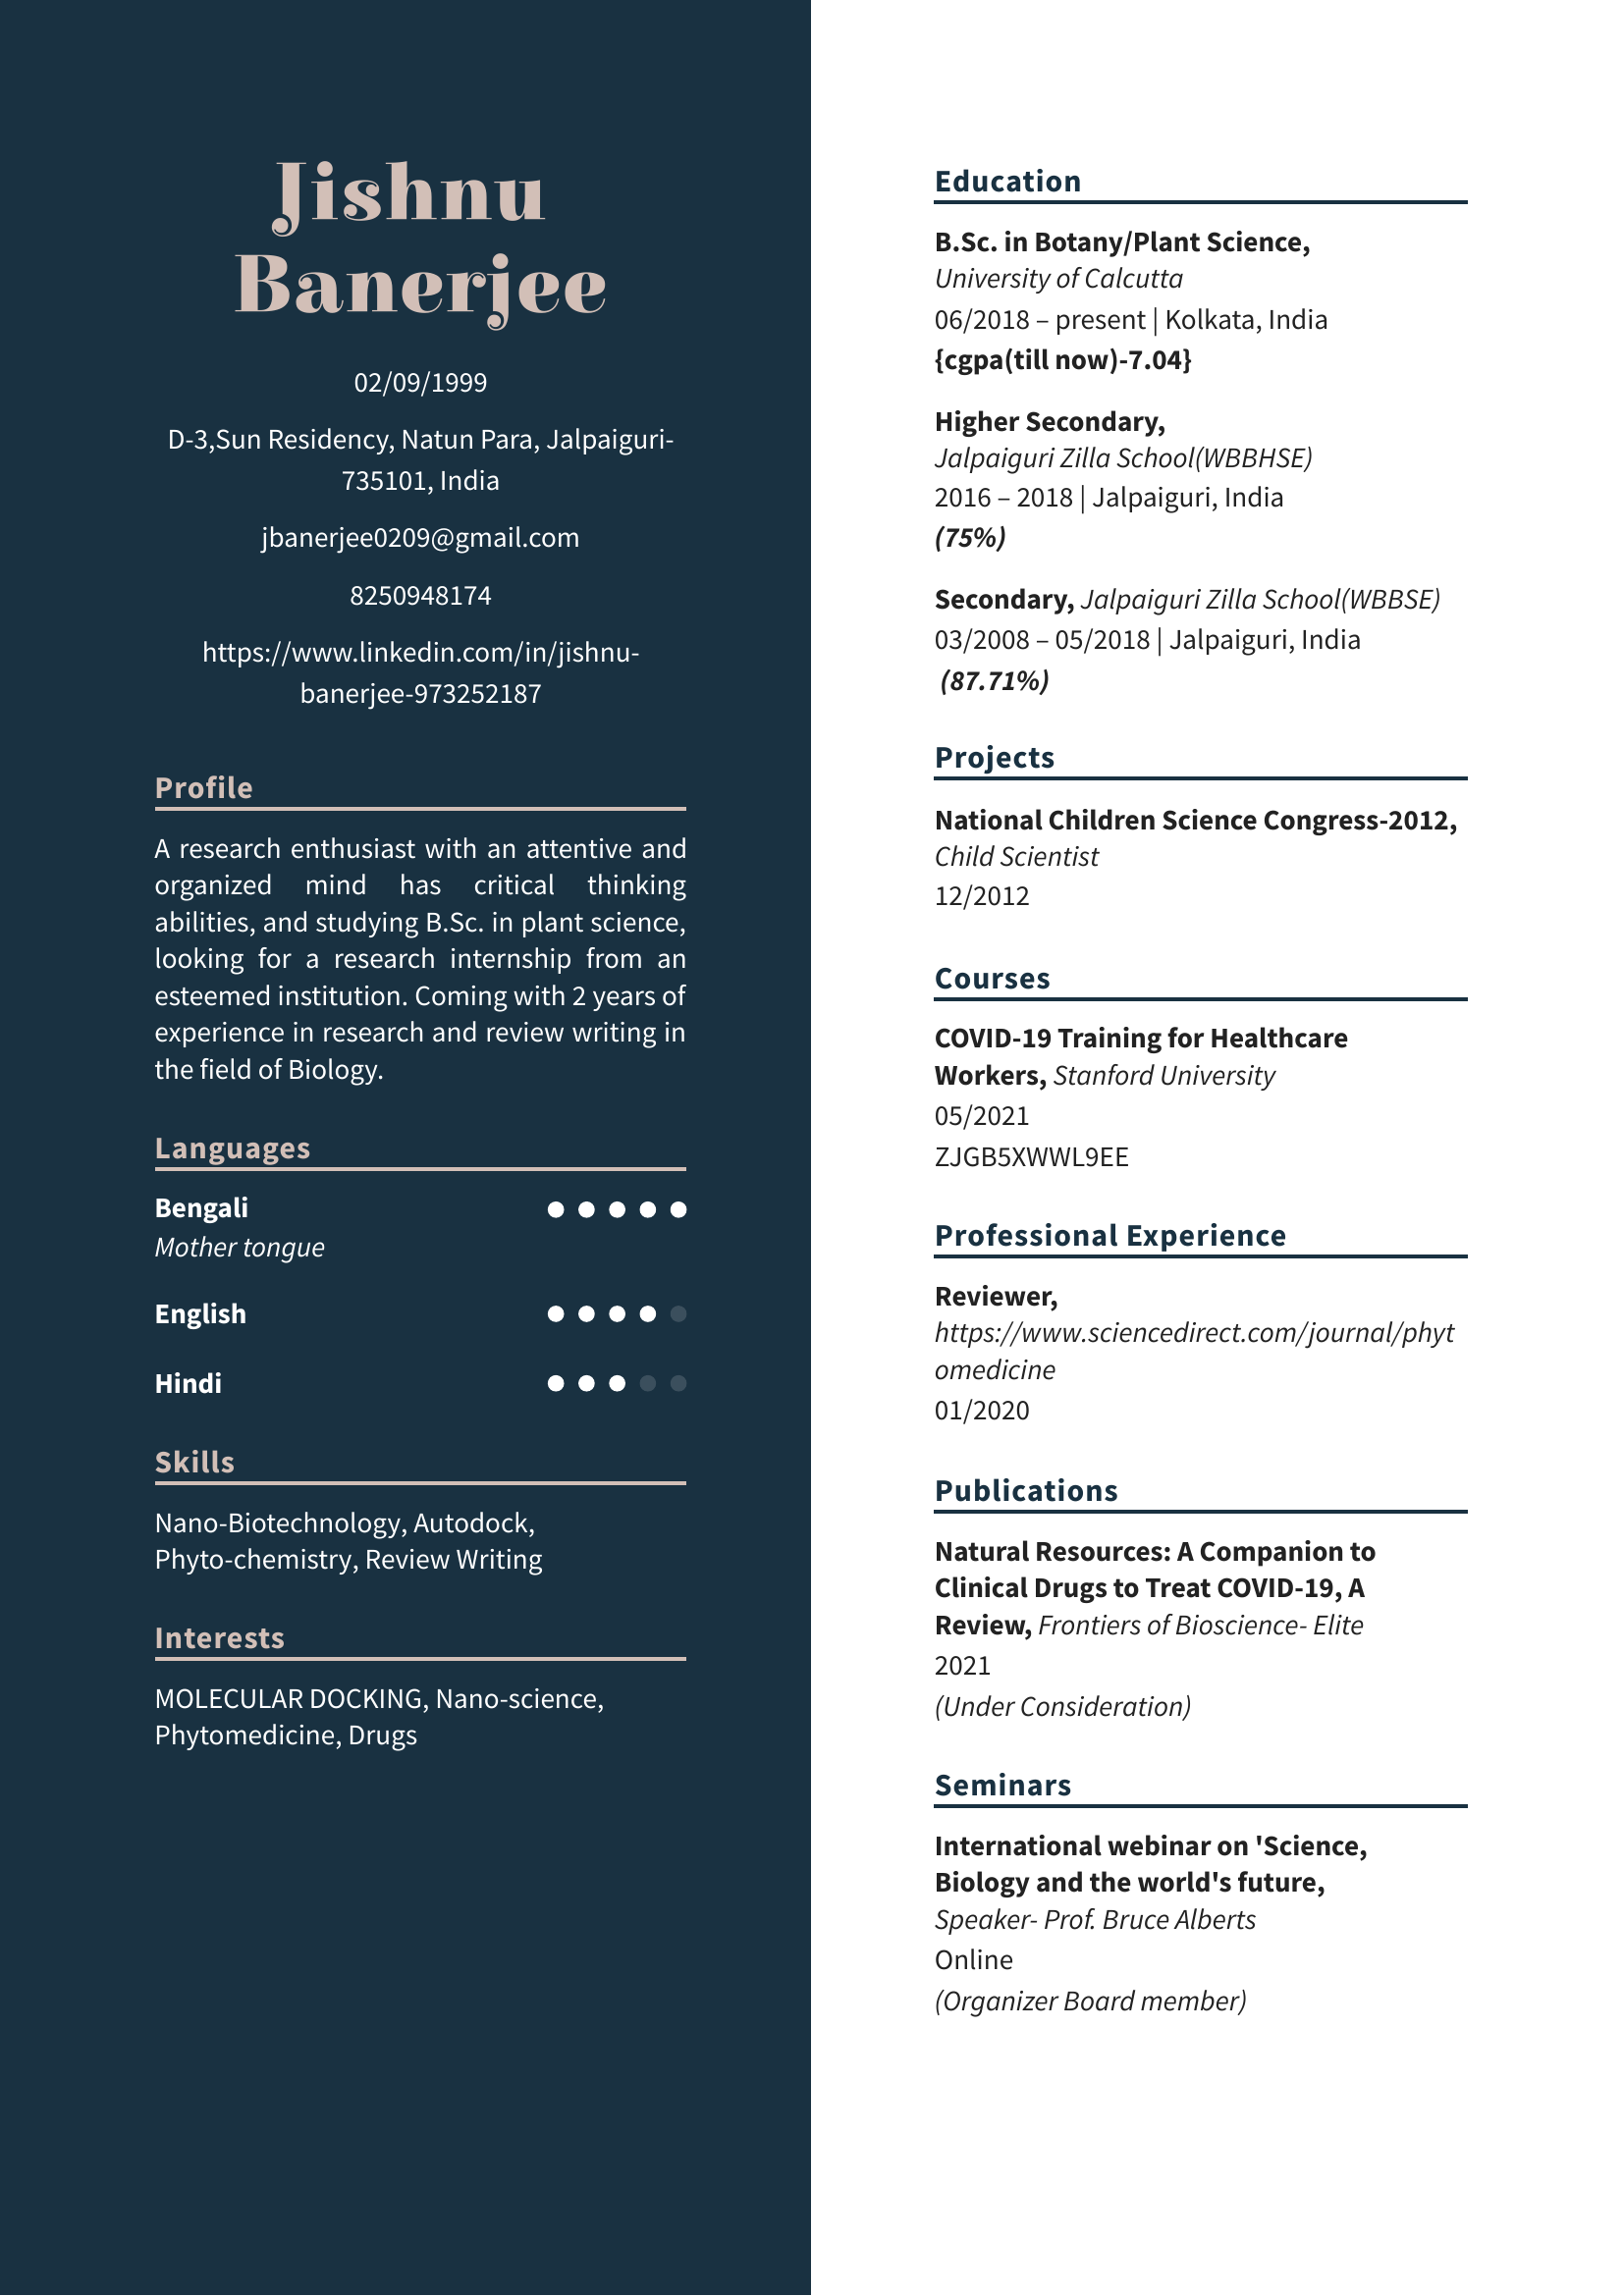 Jishnu
Banerjee
02/09/1999
D-3,Sun Residency, Natun Para, Jalpaiguri-
735101, India
jbanerjee0209@gmail.com
8250948174
https://www.linkedin.com/in/jishnu-
banerjee-973252187
Profile
A research enthusiast with an attentive and
organized mind has critical thinking
abilities, and studying B.Sc. in plant science,
looking for a research internship from an
esteemed institution. Coming with 2 years of
experience in research and review writing in
the field of Biology.
Languages
Bengali
Mother tongue
English
Hindi
Skills
Nano-Biotechnology, Autodock,
Phyto-chemistry, Review Writing
Interests
MOLECULAR DOCKING, Nano-science,
Phytomedicine, Drugs
Education
B.Sc. in Botany/Plant Science,
University of Calcutta
06/2018 – present | Kolkata, India
{cgpa(till now)-7.04}
Higher Secondary,
Jalpaiguri Zilla School(WBBHSE)
2016 – 2018 | Jalpaiguri, India
(75%)
Secondary, Jalpaiguri Zilla School(WBBSE)
03/2008 – 05/2018 | Jalpaiguri, India
(87.71%)
Projects
National Children Science Congress-2012,
Child Scientist
12/2012
Courses
COVID-19 Training for Healthcare
Workers, Stanford University
05/2021
ZJGB5XWWL9EE
Professional Experience
Reviewer,
https://www.sciencedirect.com/journal/phyt
omedicine
01/2020
Publications
Natural Resources: A Companion to
Clinical Drugs to Treat COVID-19, A
Review, Frontiers of Bioscience- Elite
2021
(Under Consideration)
Seminars
International webinar on 'Science,
Biology and the world's future,
Speaker- Prof. Bruce Alberts
Online
(Organizer Board member)